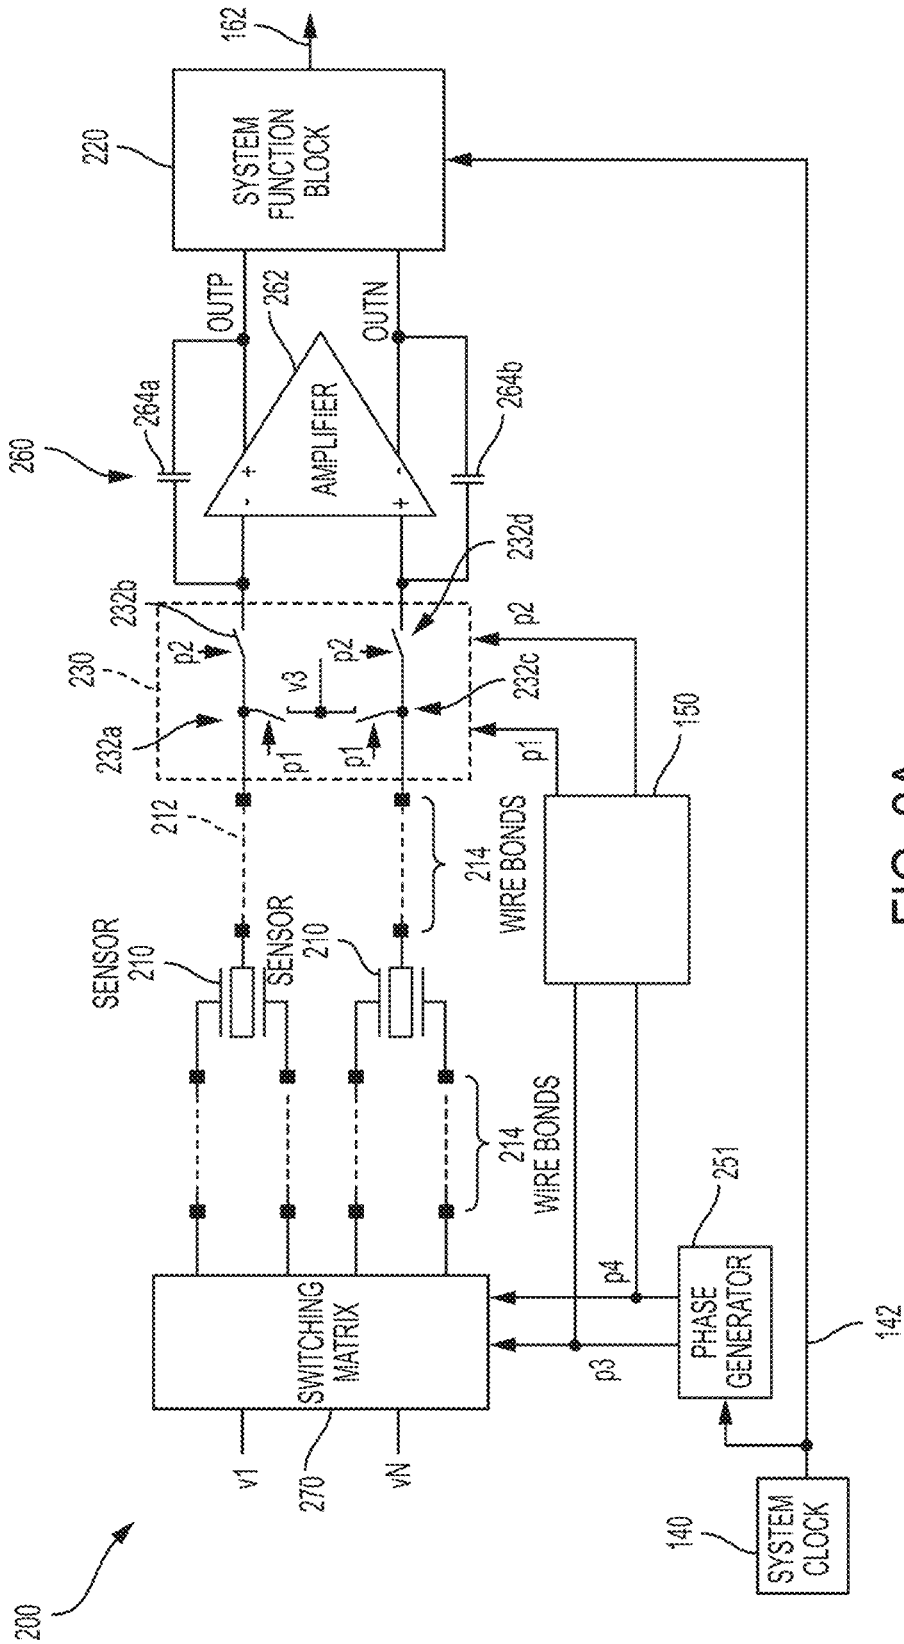 200
260
264a
162
220
SYSTEM
FUNCTION
BLOCK
OUTP
262
OUTN
AMPLIFIER
+
-
-
+
264b
232b
230
232a
p2
p2
v3
p1
p1
232d
232c
p2
p1
150
212
SENSOR
210
SENSOR
210
214
WIRE BONDS
214
WIRE BONDS
SWITCHING
MATRIX
v1
270
vN
p4
p3
251
PHASE
GENERATOR
142
140
SYSTEM
CLOCK